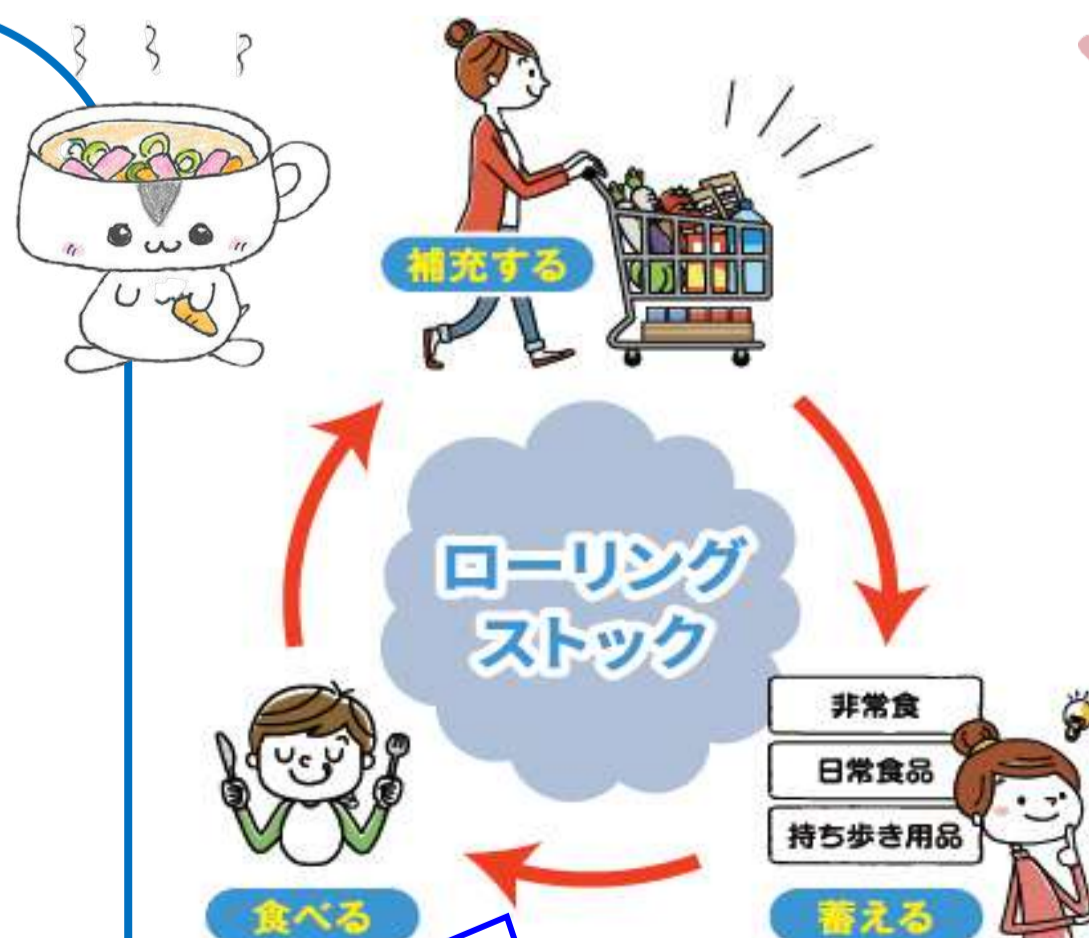 補充する
ローリング
ストック
非常食
日常食品
持ち歩き用品
食べる
蓄える